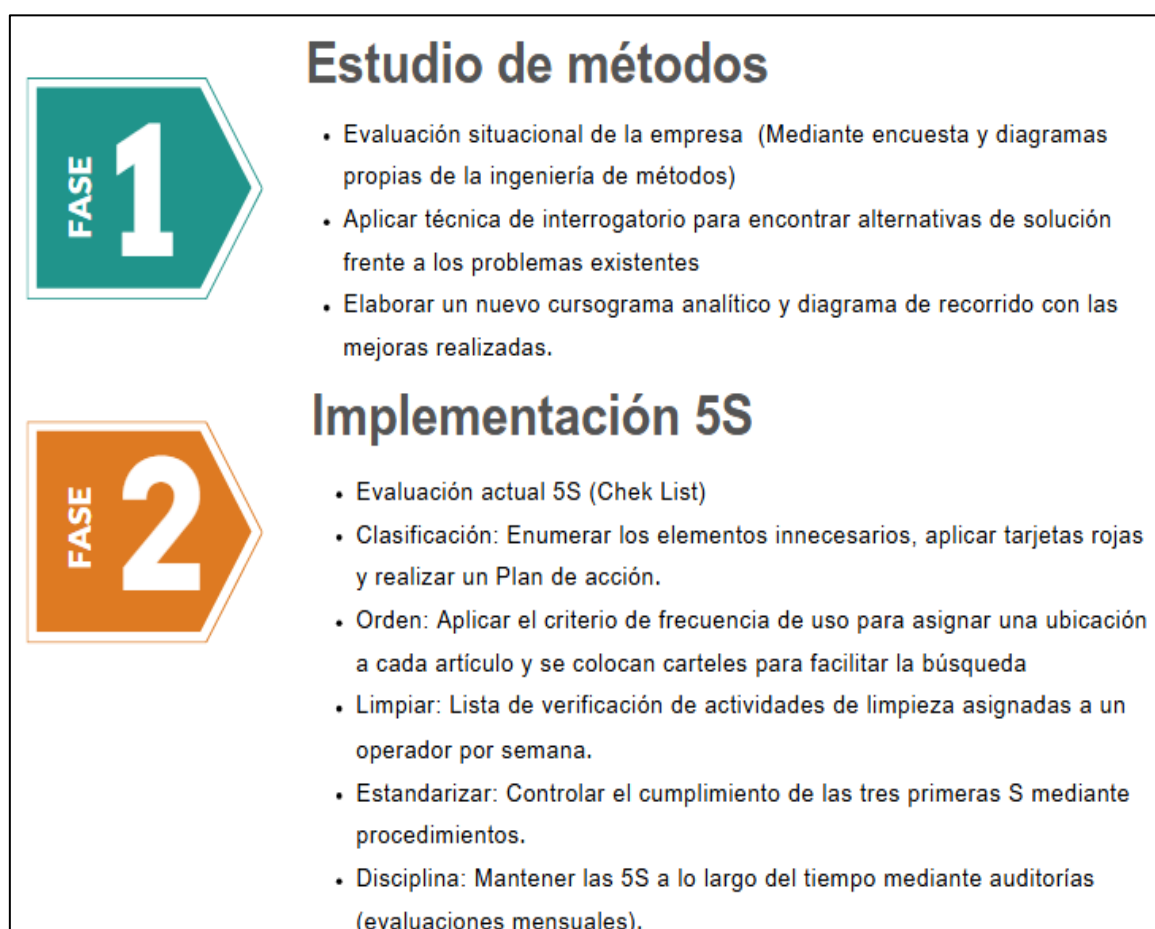 Estudio de métodos
FASE 1
• Evaluación situacional de la empresa (Mediante encuesta y diagramas
propias de la ingeniería de métodos)
• Aplicar técnica de interrogatorio para encontrar alternativas de solución
frente a los problemas existentes
• Elaborar un nuevo cursograma analítico y diagrama de recorrido con las
mejoras realizadas.
Implementación 5S
FASE 2
• Evaluación actual 5S (Chek List)
• Clasificación: Enumerar los elementos innecesarios, aplicar tarjetas rojas
y realizar un Plan de acción.
• Orden: Aplicar el criterio de frecuencia de uso para asignar una ubicación
a cada artículo y se colocan carteles para facilitar la búsqueda
• Limpiar: Lista de verificación de actividades de limpieza asignadas a un
operador por semana.
• Estandarizar: Controlar el cumplimiento de las tres primeras S mediante
procedimientos.
• Disciplina: Mantener las 5S a lo largo del tiempo mediante auditorías
(evaluaciones mensuales).